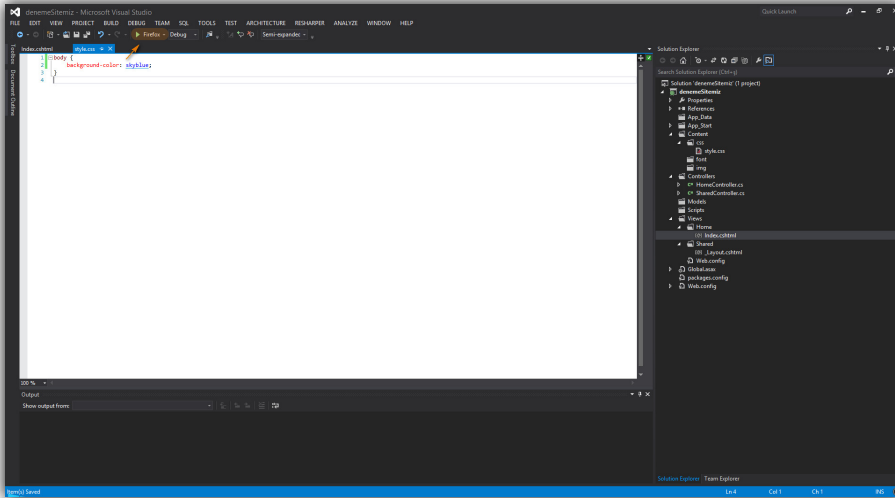 denemeSitemiz - Microsoft Visual Studio
Quick Launch
FILE EDIT VIEW PROJECT BUILD DEBUG TEAM SQL TOOLS TEST ARCHITECTURE RESHARPER ANALYZE WINDOW HELP
Firefox Debug Semi-expandec
Toolbox
Document Outline
Index.cshtml style.css
1 body {
2 background-color: skyblue;
3 }
4
100 %
Output
Show output from:
Solution Explorer
Search Solution Explorer (Ctrl+ş)
Solution 'denemeSitemiz' (1 project)
denemeSitemiz
Properties
References
App_Data
App_Start
Content
css
style.css
font
img
Controllers
C# HomeController.cs
C# SharedController.cs
Models
Scripts
Views
Home
Index.cshtml
Shared
_Layout.cshtml
Web.config
Global.asax
packages.config
Web.config
Solution Explorer Team Explorer
Item(s) Saved
Ln 4 Col 1 Ch 1 INS